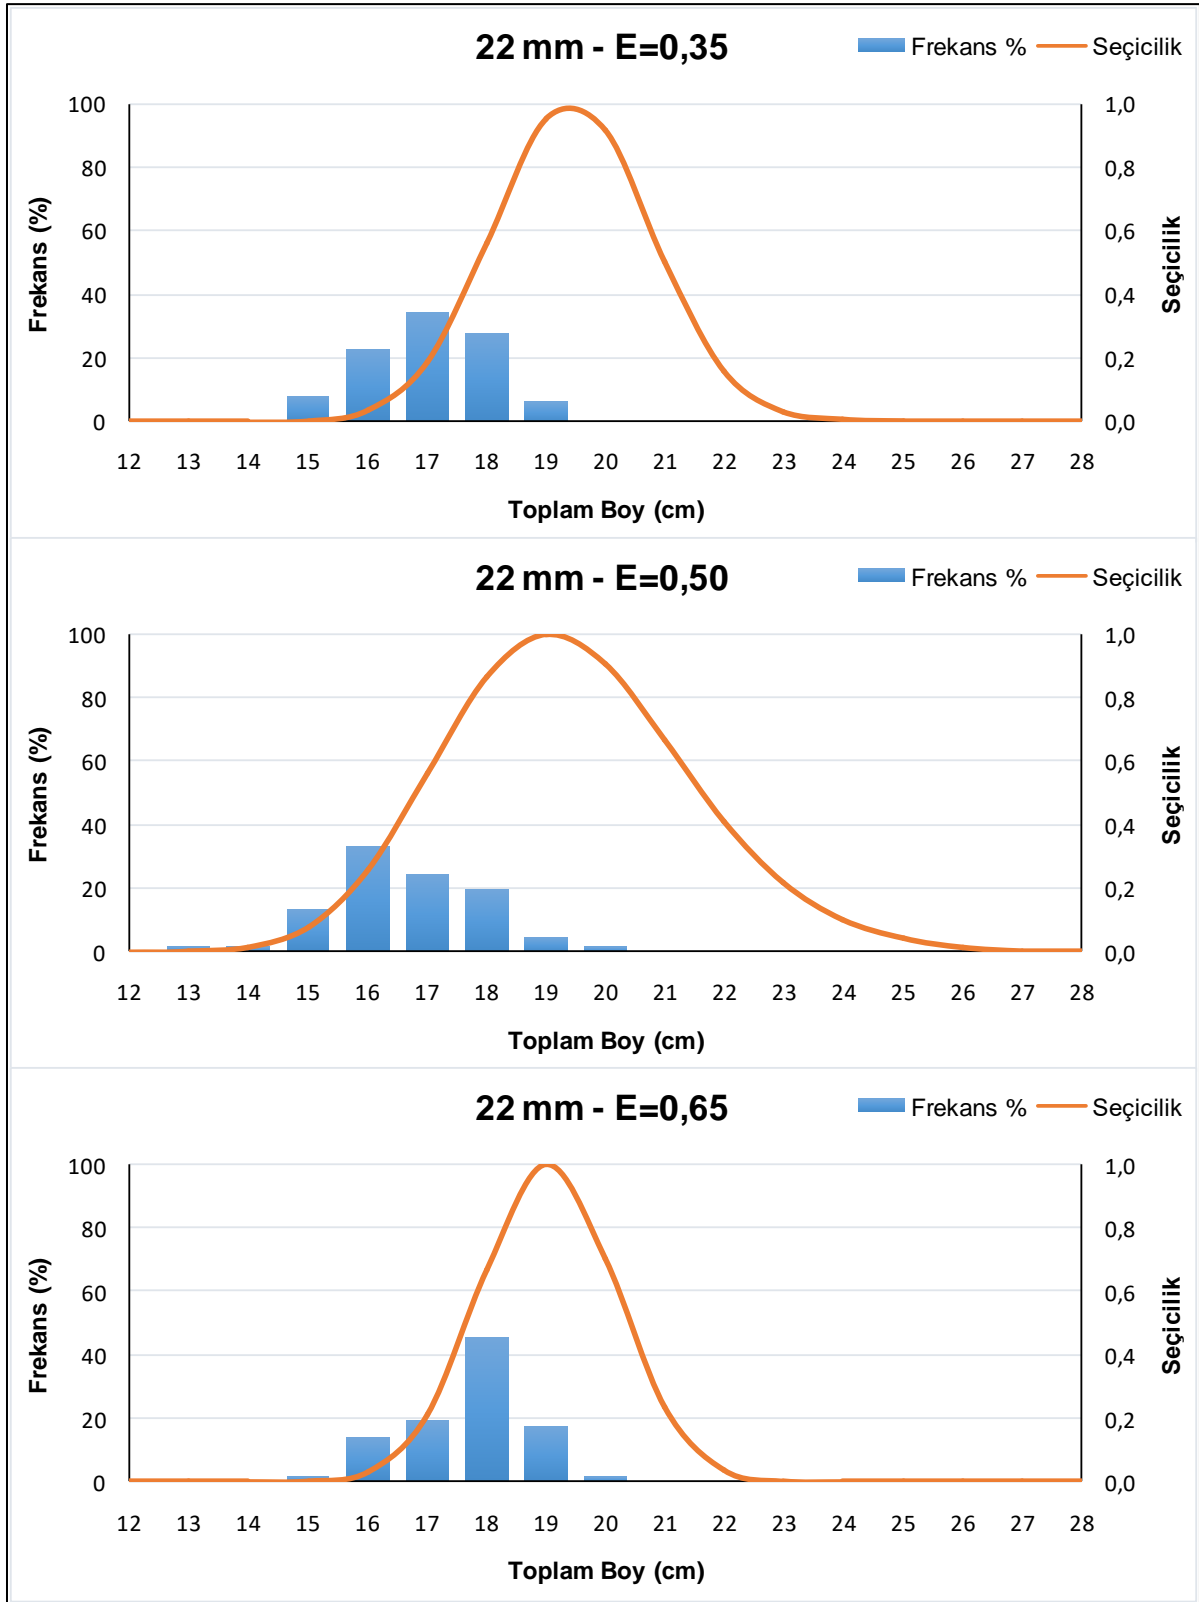 22 mm - E=0,35
Frekans % Seçicilik
100 1,0
80 0,8
60 0,6
40 0,4
20 0,2
0 0,0
Frekans (%)
Seçicilik
12 13 14 15 16 17 18 19 20 21 22 23 24 25 26 27 28
Toplam Boy (cm)
22 mm - E=0,50
Frekans % Seçicilik
100 1,0
80 0,8
60 0,6
40 0,4
20 0,2
0 0,0
Frekans (%)
Seçicilik
12 13 14 15 16 17 18 19 20 21 22 23 24 25 26 27 28
Toplam Boy (cm)
22 mm - E=0,65
Frekans % Seçicilik
100 1,0
80 0,8
60 0,6
40 0,4
20 0,2
0 0,0
Frekans (%)
Seçicilik
12 13 14 15 16 17 18 19 20 21 22 23 24 25 26 27 28
Toplam Boy (cm)